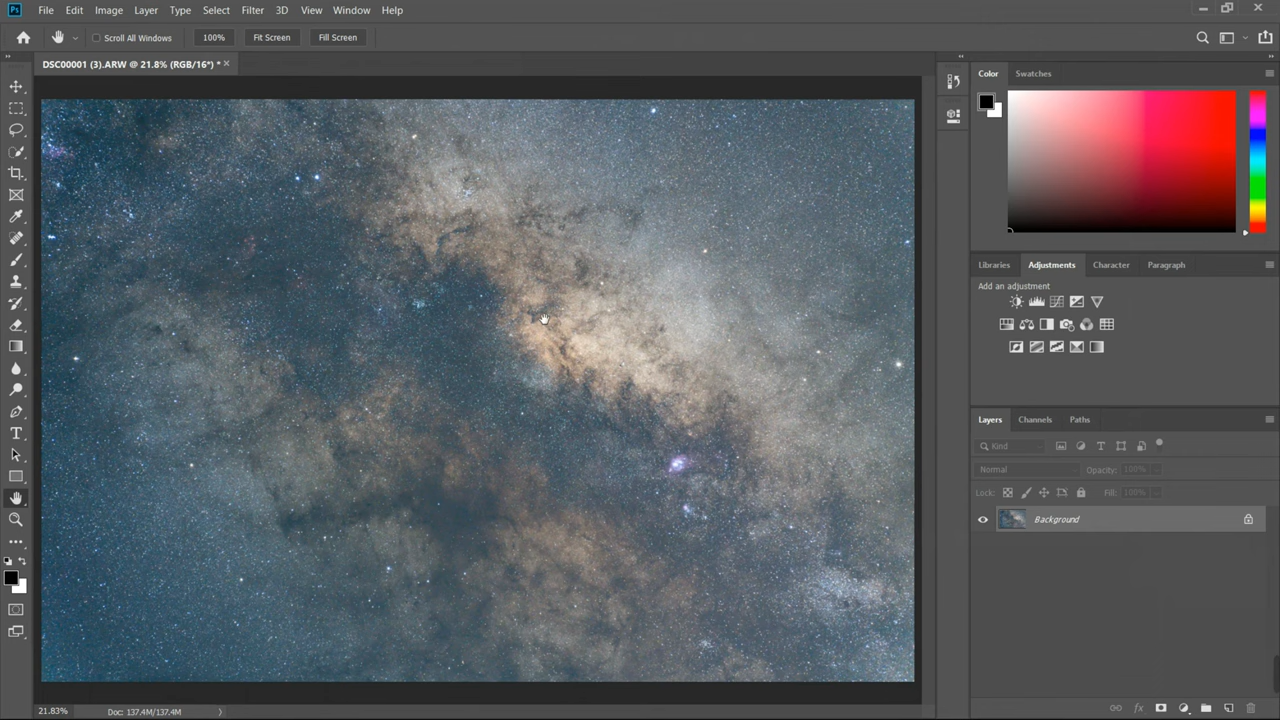 Ps File Edit Image Layer Type Select Filter 3D View Window Help
Scroll All Windows 100% Fit Screen Fill Screen
DSC00001 (3).ARW @ 21.8% (RGB/16*) * ×
Color Swatches
Libraries Adjustments Character Paragraph
Add an adjustment
Layers Channels Paths
Kind
Normal Opacity: 100%
Lock: Fill: 100%
Background
21.83% Doc: 137.4M/137.4M